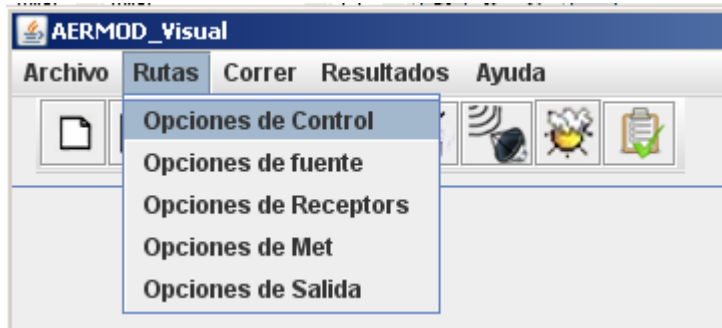 AERMOD_Visual
Archivo Rutas Correr Resultados Ayuda
Opciones de Control
Opciones de fuente
Opciones de Receptors
Opciones de Met
Opciones de Salida